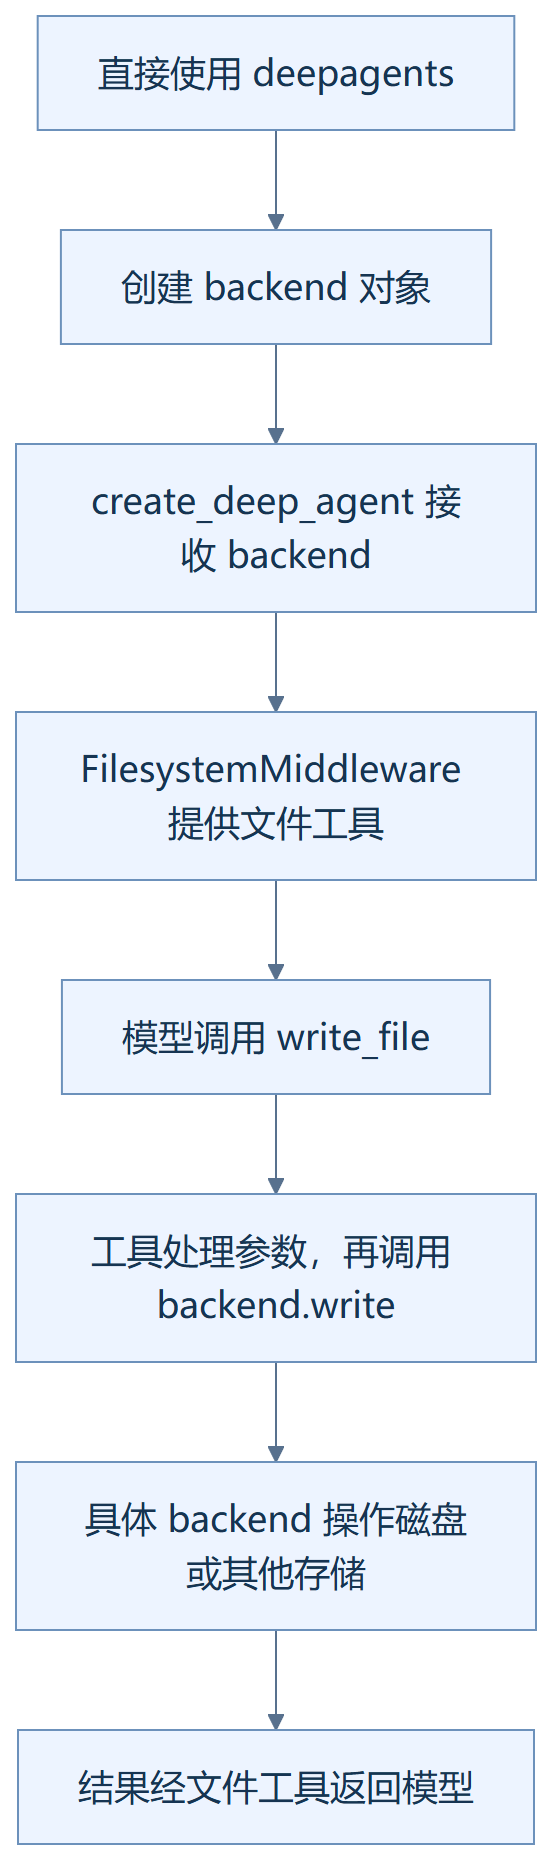 直接使用 deepagents
创建 backend 对象
create_deep_agent 接
收 backend
FilesystemMiddleware
提供文件工具
模型调用 write_file
工具处理参数，再调用
backend.write
具体 backend 操作磁盘
或其他存储
结果经文件工具返回模型